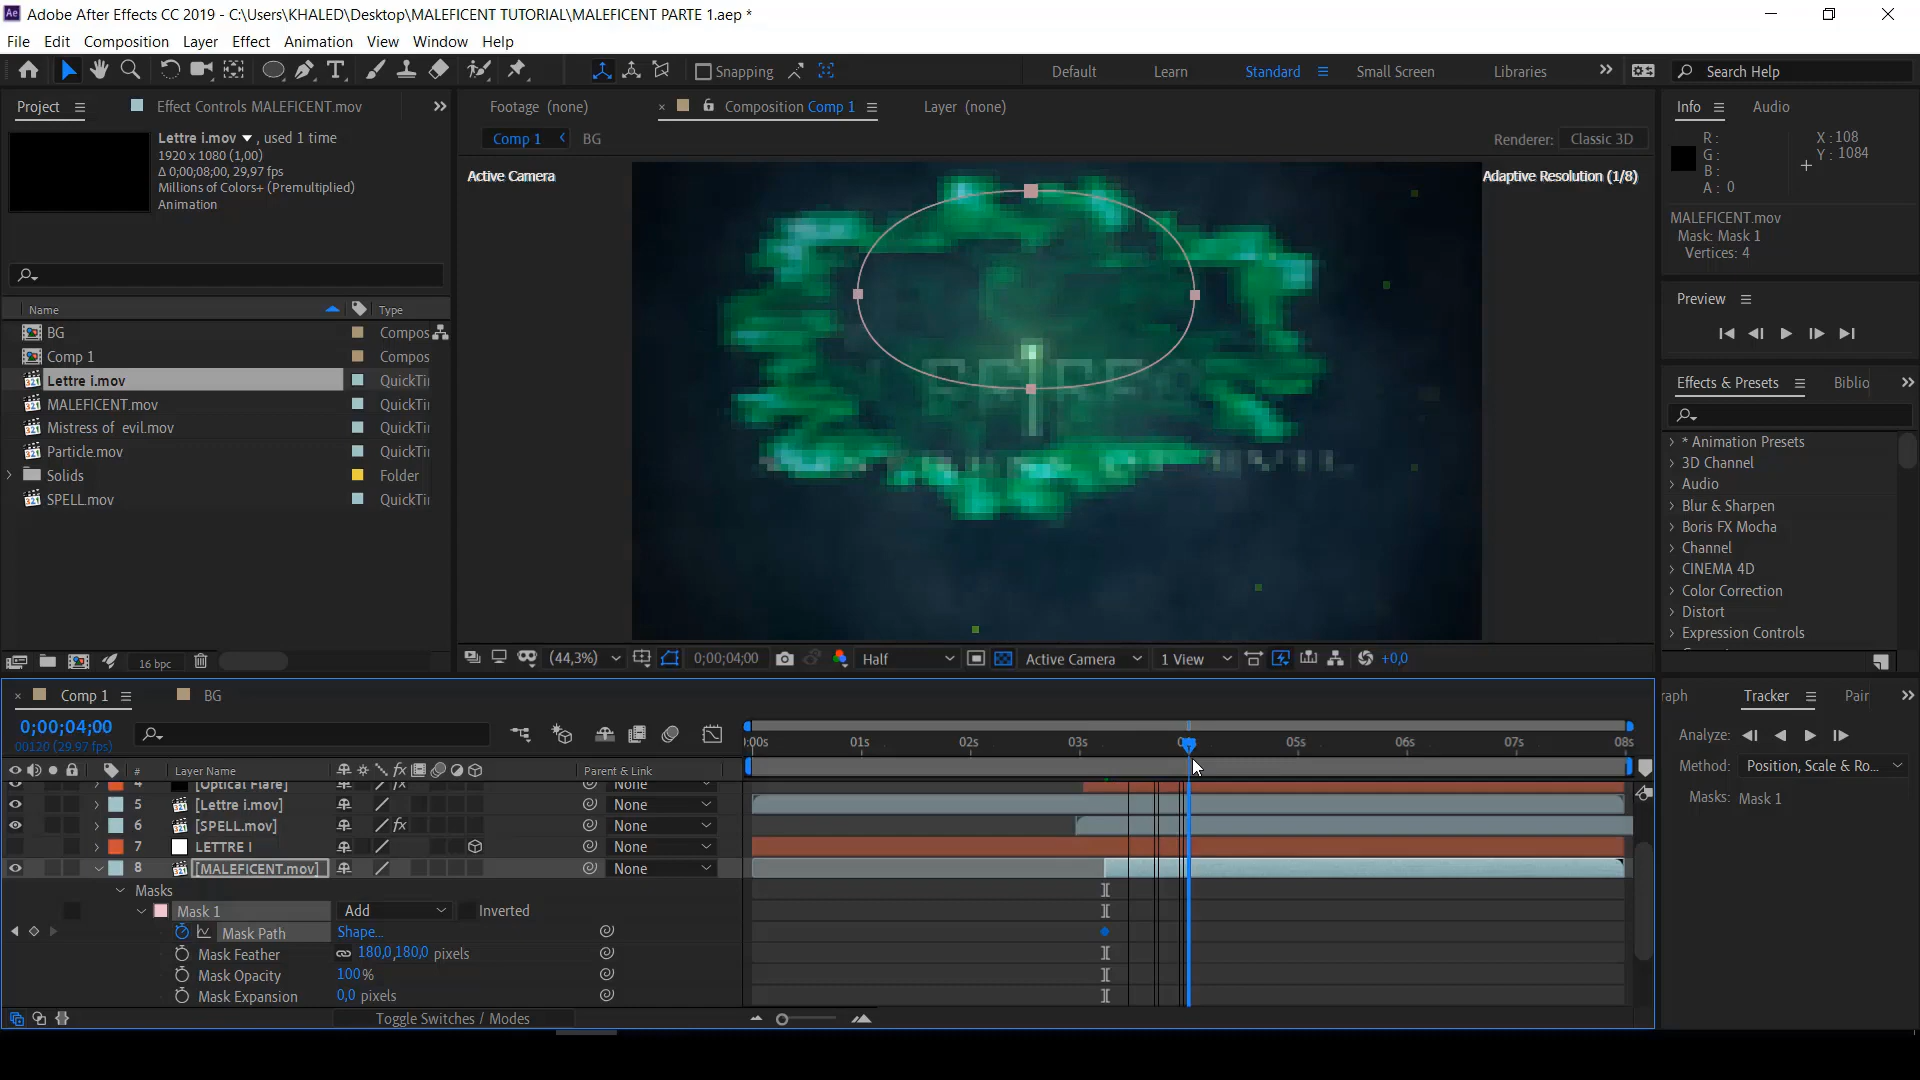 Adobe After Effects CC 2019 - C:\Users\KHALED\Desktop\MALEFICENT TUTORIAL\MALEFICENT PARTE 1.aep *
File Edit Composition Layer Effect Animation View Window Help
Snapping
Default Learn Standard Small Screen Libraries
Search Help
Project
Effect Controls MALEFICENT.mov
Footage (none)
Composition Comp 1
Layer (none)
Info
Audio
Lettre i.mov , used 1 time
1920 x 1080 (1,00)
Δ 0;00;08;00, 29,97 fps
Millions of Colors+ (Premultiplied)
Animation
Comp 1
BG
Renderer: Classic 3D
R :
G :
B :
A : 0
X : 108
Y : 1084
MALEFICENT.mov
Mask: Mask 1
Vertices: 4
Active Camera
Adaptive Resolution (1/8)
Name
Type
BG Compos
Comp 1 Compos
Lettre i.mov QuickTi
MALEFICENT.mov QuickTi
Mistress of evil.mov QuickTi
Particle.mov QuickTi
Solids Folder
SPELL.mov QuickTi
Preview
Effects & Presets
Biblio
* Animation Presets
3D Channel
Audio
Blur & Sharpen
Boris FX Mocha
Channel
CINEMA 4D
Color Correction
Distort
Expression Controls
16 bpc
(44,3%)
0;00;04;00
Half
Active Camera
1 View
+0,0
Comp 1
BG
raph
Tracker
Pair
0;00;04;00
00120 (29.97 fps)
:00s 01s 02s 03s 05s 06s 07s 08s
Analyze:
Method: Position, Scale & Ro...
Masks: Mask 1
# Layer Name
Parent & Link
4 [Optical Flare] None
5 [Lettre i.mov] None
6 [SPELL.mov] None
7 LETTRE I None
8 [MALEFICENT.mov] None
Masks
Mask 1 Add Inverted
Mask Path Shape...
Mask Feather 180,0,180,0 pixels
Mask Opacity 100%
Mask Expansion 0,0 pixels
Toggle Switches / Modes